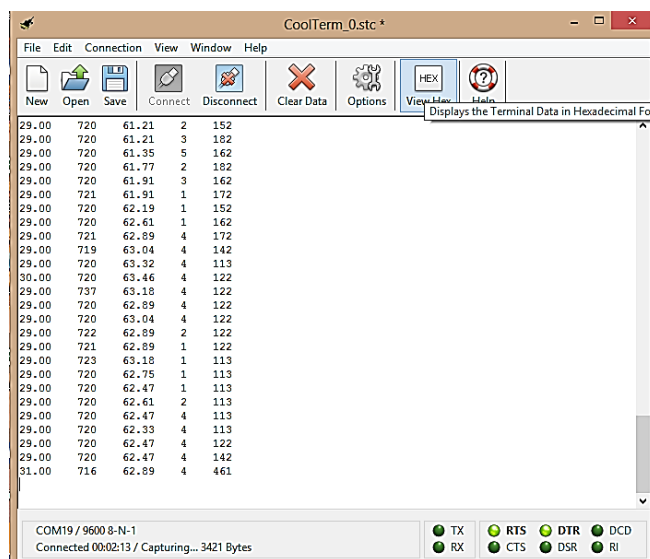 CoolTerm_0.stc *
File Edit Connection View Window Help
New Open Save Connect Disconnect Clear Data Options HEX View Hex Help
Displays the Terminal Data in Hexadecimal Fo
29.00 720 61.21 2 152
29.00 720 61.21 3 182
29.00 720 61.35 5 162
29.00 720 61.77 2 182
29.00 720 61.91 3 162
29.00 721 61.91 1 172
29.00 720 62.19 1 152
29.00 720 62.61 1 162
29.00 721 62.89 4 172
29.00 719 63.04 4 142
29.00 720 63.32 4 113
30.00 720 63.46 4 122
29.00 737 63.18 4 122
29.00 720 62.89 4 122
29.00 720 63.04 4 122
29.00 722 62.89 2 122
29.00 721 62.89 1 122
29.00 723 63.18 1 113
29.00 720 62.75 1 113
29.00 720 62.47 1 113
29.00 720 62.61 2 113
29.00 720 62.47 4 113
29.00 720 62.33 4 113
29.00 720 62.47 4 122
29.00 720 62.47 4 142
31.00 716 62.89 4 461
COM19 / 9600 8-N-1
Connected 00:02:13 / Capturing... 3421 Bytes
TX RTS DTR DCD
RX CTS DSR RI